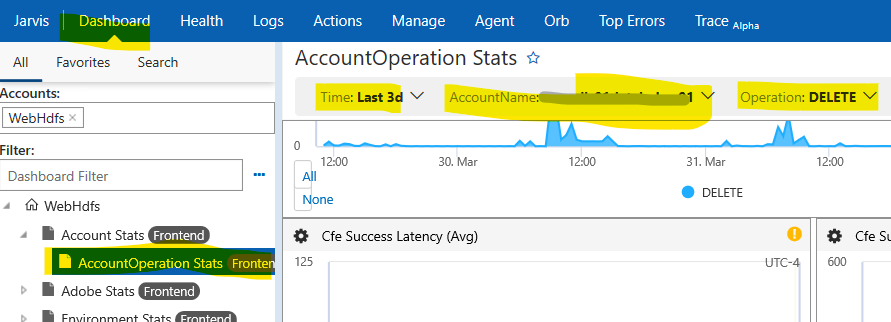 Jarvis Dashboard Health Logs Actions Manage Agent Orb Top Errors Trace Alpha
All Favorites Search
Accounts:
WebHdfs ×
Filter:
Dashboard Filter ...
WebHdfs
Account Stats Frontend
AccountOperation Stats Fronten
Adobe Stats Frontend
Environment Stats Frontend
AccountOperation Stats
Time: Last 3d AccountName: 01 Operation: DELETE
0
12:00 30. Mar 12:00 31. Mar 12:00
All
None
DELETE
Cfe Success Latency (Avg) ! Cfe S
125 UTC-4 600